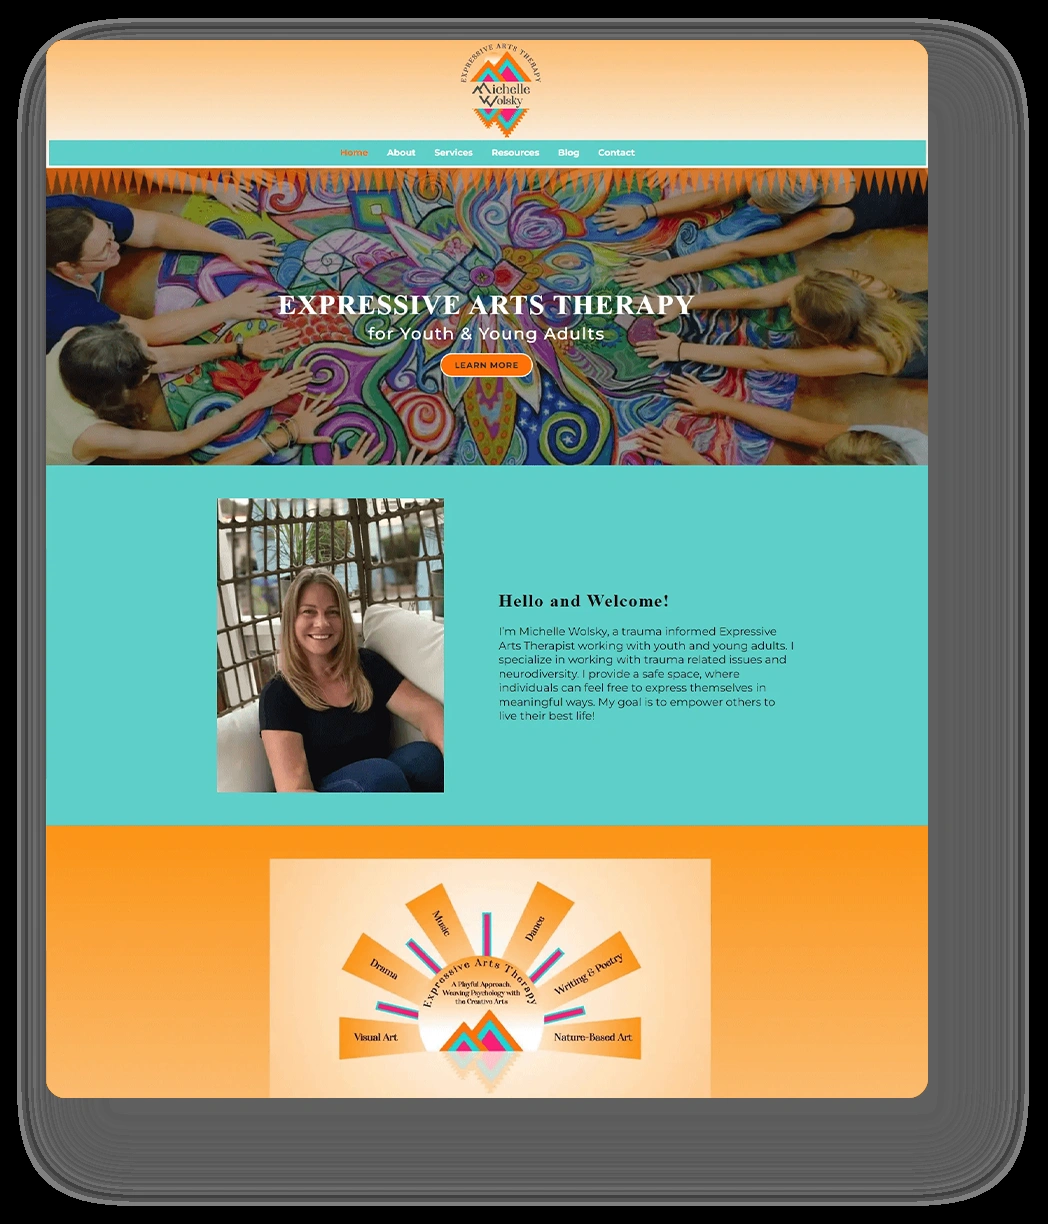 EXPRESSIVE ARTS THERAPY
Michelle
Wolsky
Home About Services Resources Blog Contact
EXPRESSIVE ARTS THERAPY
for Youth & Young Adults
LEARN MORE
Hello and Welcome!
I'm Michelle Wolsky, a trauma informed Expressive
Arts Therapist working with youth and young adults. I
specialize in working with trauma related issues and
neurodiversity. I provide a safe space, where
individuals can feel free to express themselves in
meaningful ways. My goal is to empower others to
live their best life!
Music
Dance
Drama
Writing & Poetry
Expressive Arts Therapy
A Playful Approach,
Weaving Psychology with
the Creative Arts
Visual Art
Nature-Based Art